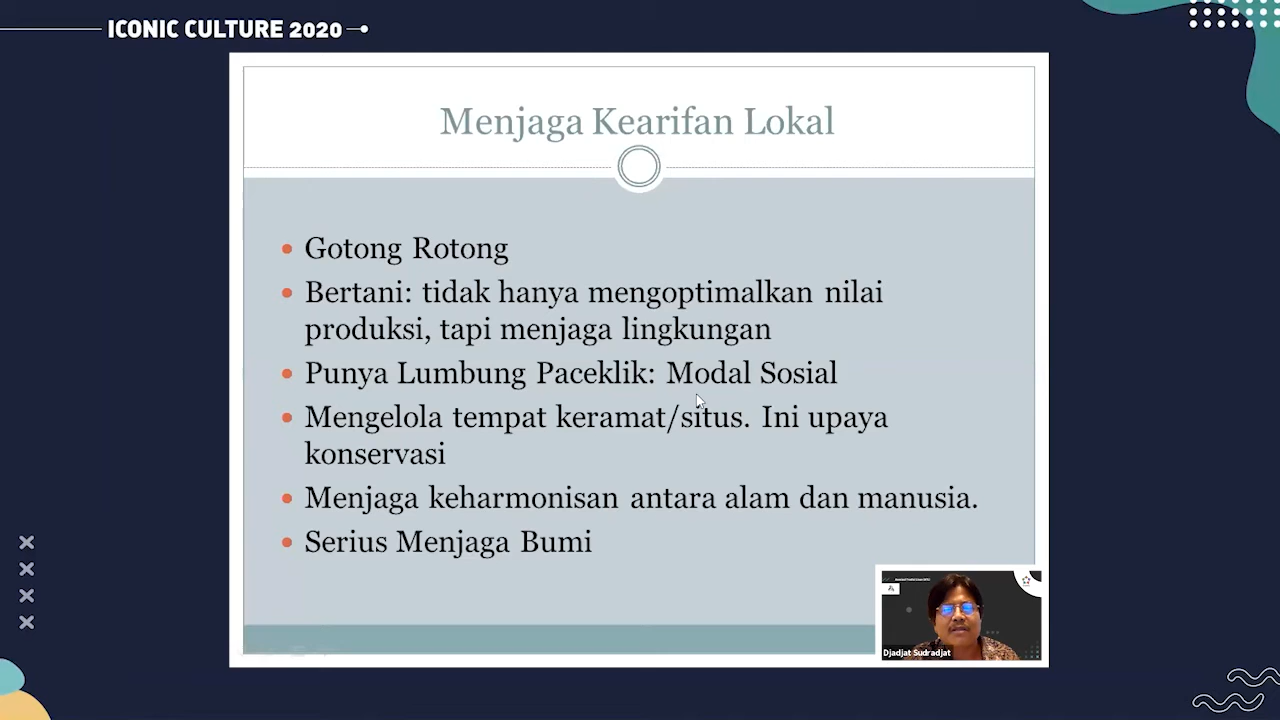 ICONIC CULTURE 2020
Menjaga Kearifan Lokal
Gotong Rotong
Bertani: tidak hanya mengoptimalkan nilai
produksi, tapi menjaga lingkungan
Punya Lumbung Paceklik: Modal Sosial
Mengelola tempat keramat/situs. Ini upaya
konservasi
Menjaga keharmonisan antara alam dan manusia.
Serius Menjaga Bumi
Djadjat Sudradjat